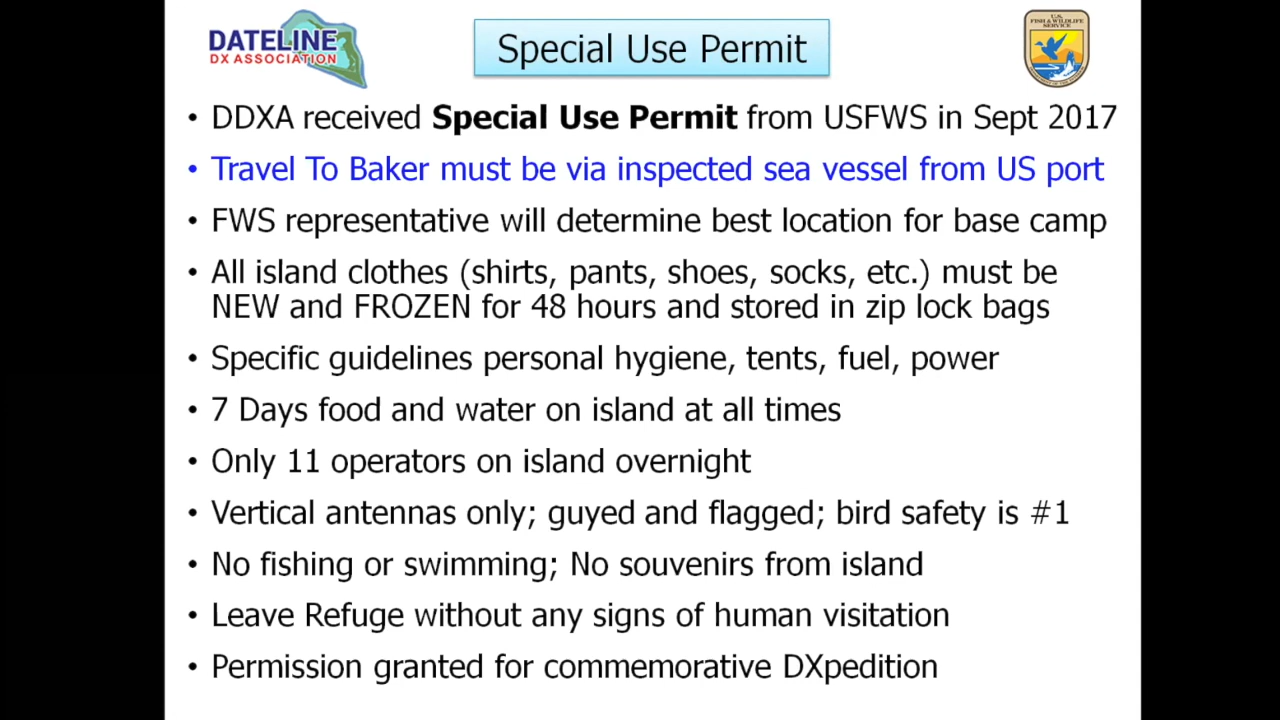 DATELINE
DX ASSOCIATION
Special Use Permit
U.S.
FISH & WILDLIFE
SERVICE
• DDXA received Special Use Permit from USFWS in Sept 2017
• Travel To Baker must be via inspected sea vessel from US port
• FWS representative will determine best location for base camp
• All island clothes (shirts, pants, shoes, socks, etc.) must be
NEW and FROZEN for 48 hours and stored in zip lock bags
• Specific guidelines personal hygiene, tents, fuel, power
• 7 Days food and water on island at all times
• Only 11 operators on island overnight
• Vertical antennas only; guyed and flagged; bird safety is #1
• No fishing or swimming; No souvenirs from island
• Leave Refuge without any signs of human visitation
• Permission granted for commemorative DXpedition